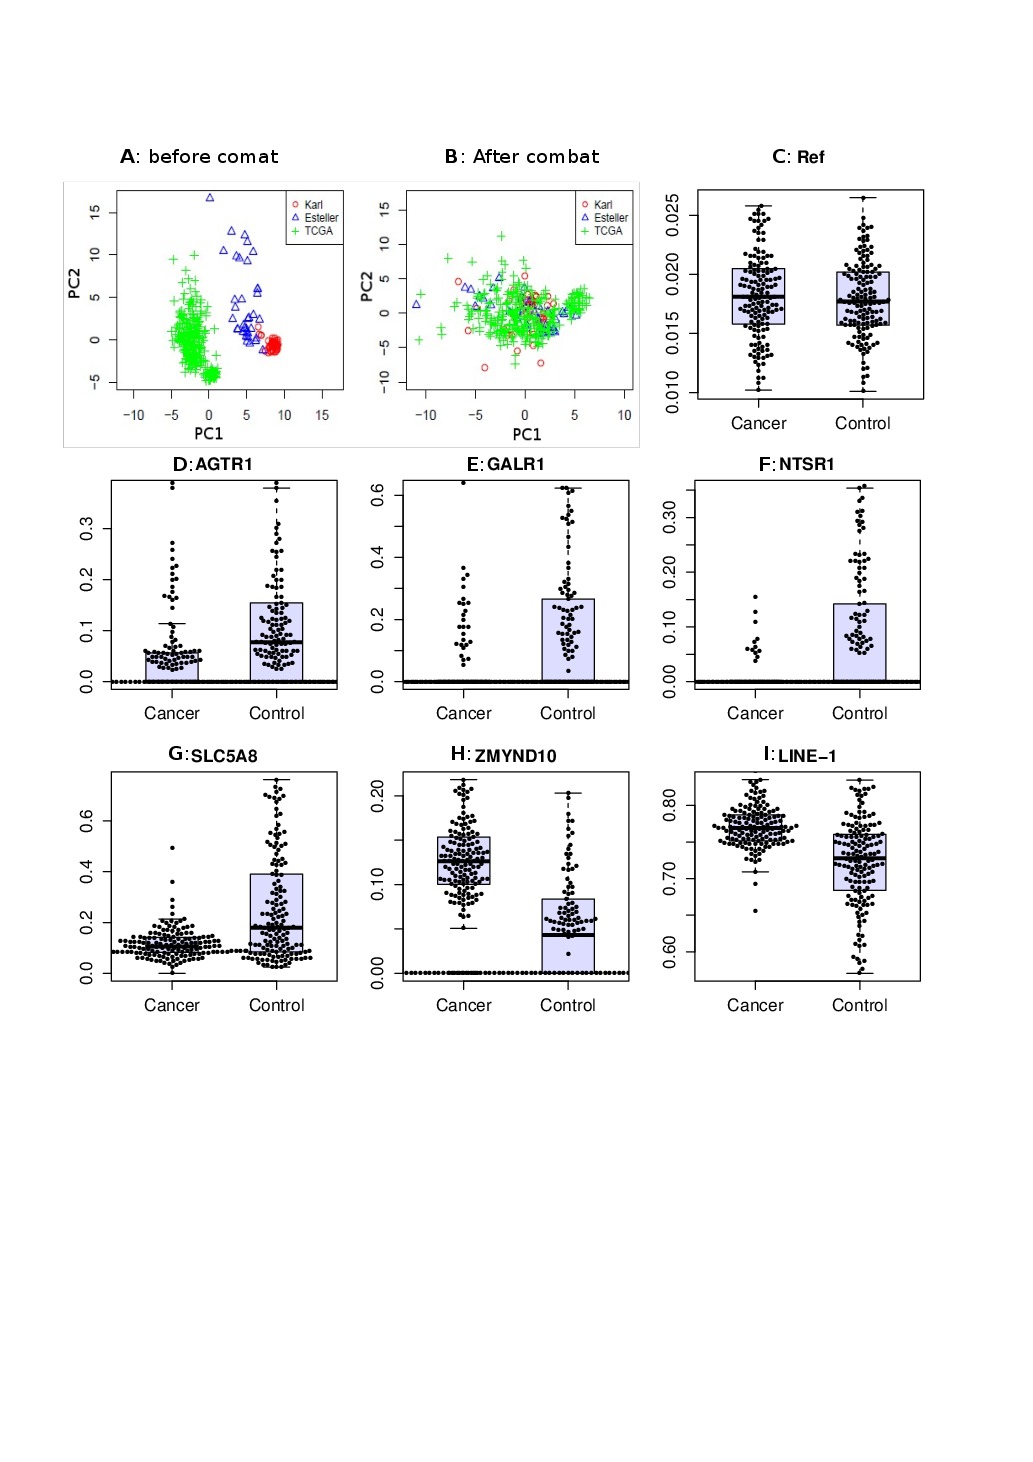 A: before comat
B: After combat
C: Ref
Karl
Esteller
TCGA
PC2
15
10
5
0
−5
−10
−5
0
5
10
15
PC1
Karl
Esteller
TCGA
PC2
15
10
5
0
−5
−10
−10
−5
0
5
10
PC1
0.025
0.020
0.015
0.010
Cancer
Control
D: AGTR1
E: GALR1
F: NTSR1
0.3
0.2
0.1
0.0
Cancer
Control
0.6
0.4
0.2
0.0
Cancer
Control
0.30
0.20
0.10
0.00
Cancer
Control
G: SLC5A8
H: ZMYND10
I: LINE−1
0.6
0.4
0.2
0.0
Cancer
Control
0.20
0.10
0.00
Cancer
Control
0.80
0.70
0.60
Cancer
Control